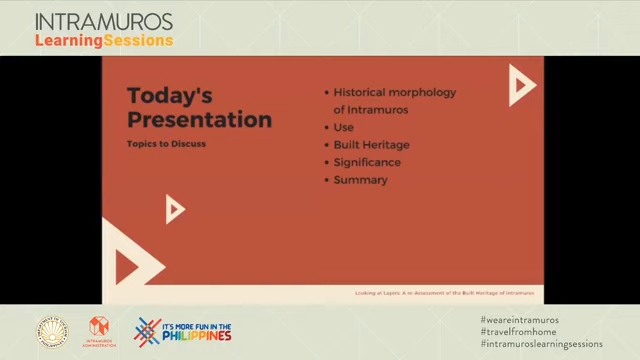 INTRAMUROS
LearningSessions
Today's
Presentation
Topics to Discuss
• Historical morphology
of Intramuros
• Use
• Built Heritage
• Significance
• Summary
Looking at Layers: A re-Assessment of the Built Heritage of Intramuros
INTRAMUROS
ADMINISTRATION
IT'S MORE FUN IN THE
PHILIPPINES
#weareintramuros
#travelfromhome
#intramuroslearningsessions